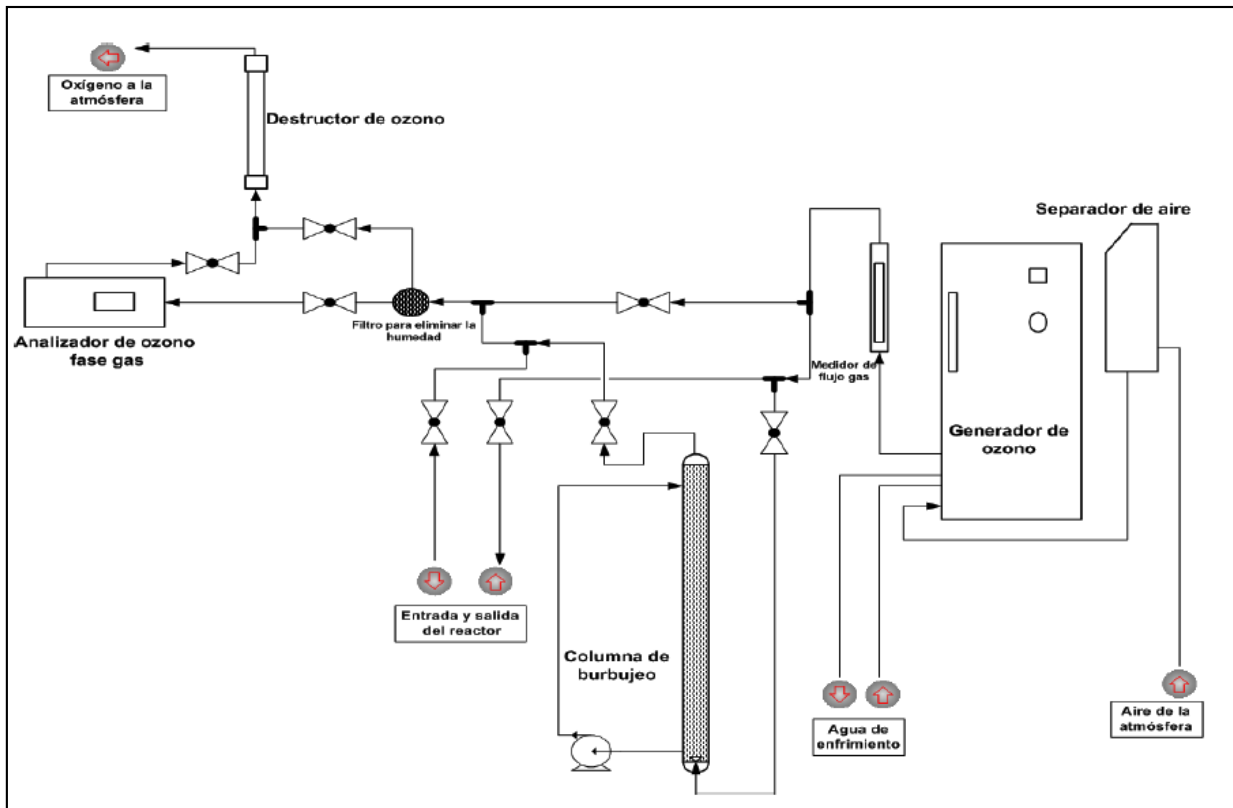 Oxígeno a la
atmósfera
Destructor de ozono
Separador de aire
Filtro para eliminar la
humedad
Analizador de ozono
fase gas
Medidor de
flujo gas
Generador de
ozono
Entrada y salida
del reactor
Columna de
burbujeo
Agua de
enfrimiento
Aire de la
atmósfera